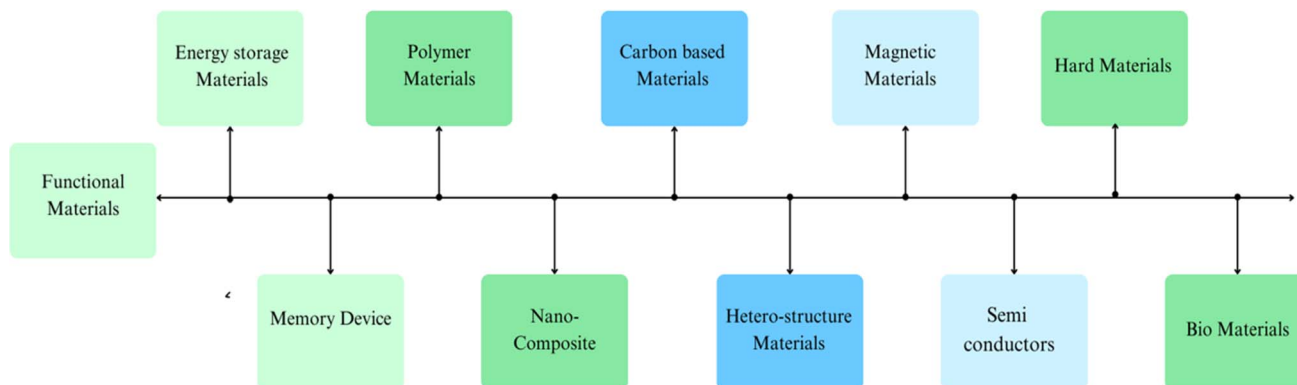 Energy storage
Materials
Polymer
Materials
Carbon based
Materials
Magnetic
Materials
Hard Materials
Functional
Materials
Memory Device
Nano-
Composite
Hetero-structure
Materials
Semi
conductors
Bio Materials